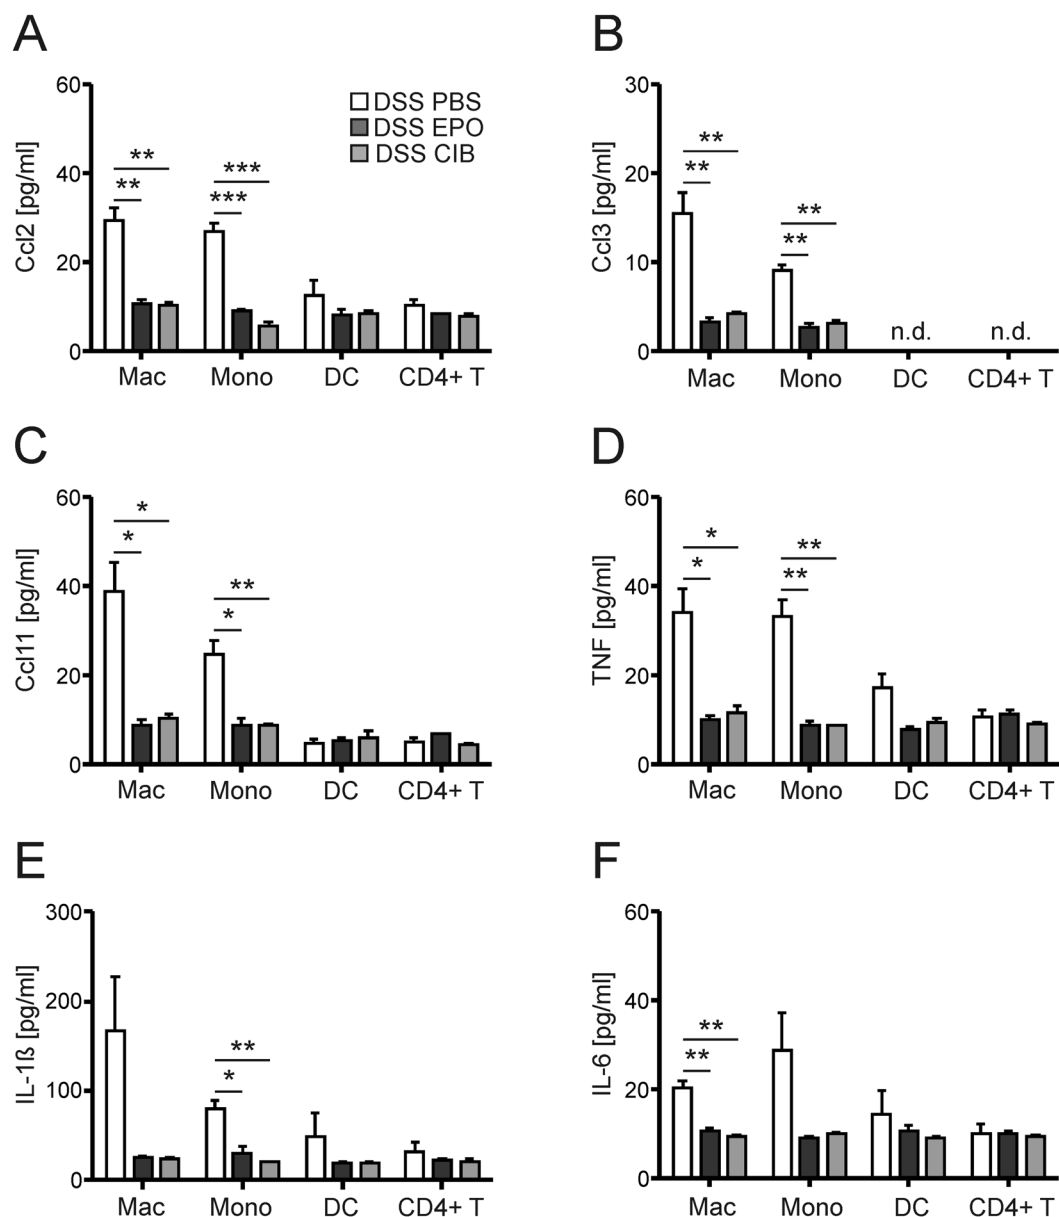 A
Ccl2 [pg/ml]
60
40
20
0
DSS PBS
DSS EPO
DSS CIB
** ***
** ***
Mac Mono DC CD4+ T
B
Ccl3 [pg/ml]
30
20
10
0
**
** **
**
n.d. n.d.
Mac Mono DC CD4+ T
C
Ccl11 [pg/ml]
60
40
20
0
*
*
**
*
Mac Mono DC CD4+ T
D
TNF [pg/ml]
60
40
20
0
* **
* **
Mac Mono DC CD4+ T
E
IL-1ß [pg/ml]
300
200
100
0
**
*
Mac Mono DC CD4+ T
F
IL-6 [pg/ml]
60
40
20
0
**
**
Mac Mono DC CD4+ T